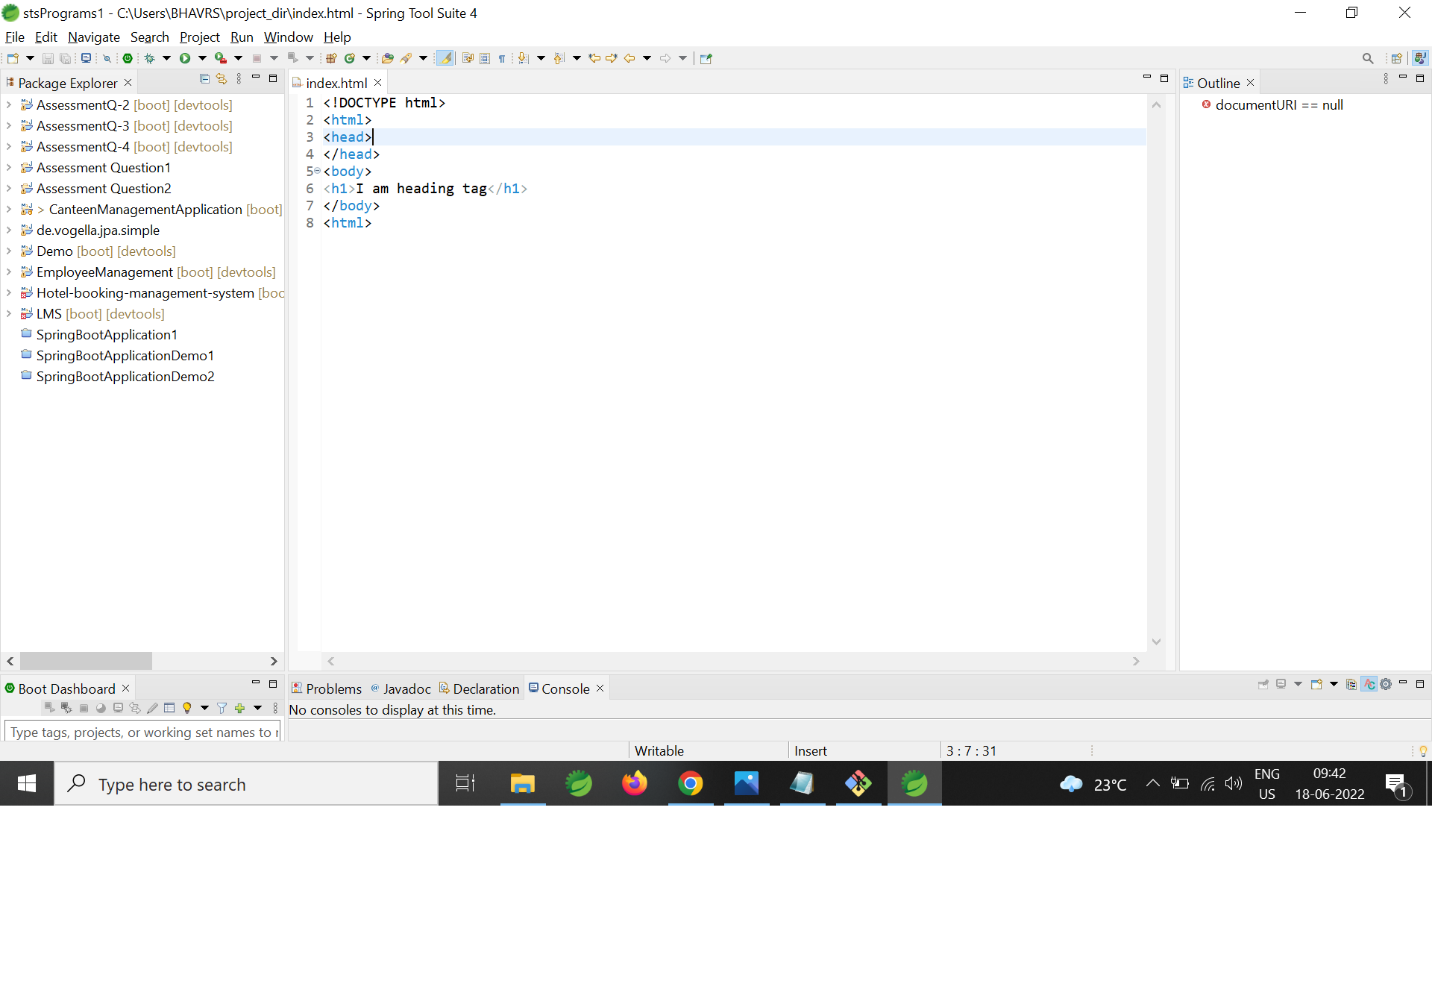 stsPrograms1 - C:\Users\BHAVRS\project_dir\index.html - Spring Tool Suite 4
File Edit Navigate Search Project Run Window Help
Package Explorer
AssessmentQ-2 [boot] [devtools]
AssessmentQ-3 [boot] [devtools]
AssessmentQ-4 [boot] [devtools]
Assessment Question1
Assessment Question2
> CanteenManagementApplication [boot]
de.vogella.jpa.simple
Demo [boot] [devtools]
EmployeeManagement [boot] [devtools]
Hotel-booking-management-system [boo
LMS [boot] [devtools]
SpringBootApplication1
SpringBootApplicationDemo1
SpringBootApplicationDemo2
index.html
1 <!DOCTYPE html>
2 <html>
3 <head>
4 </head>
5 <body>
6 <h1>I am heading tag</h1>
7 </body>
8 <html>
Outline
documentURI == null
Boot Dashboard
Type tags, projects, or working set names to
Problems @ Javadoc Declaration Console
No consoles to display at this time.
Writable Insert 3 : 7 : 31
Type here to search
23°C
ENG
US
09:42
18-06-2022
1